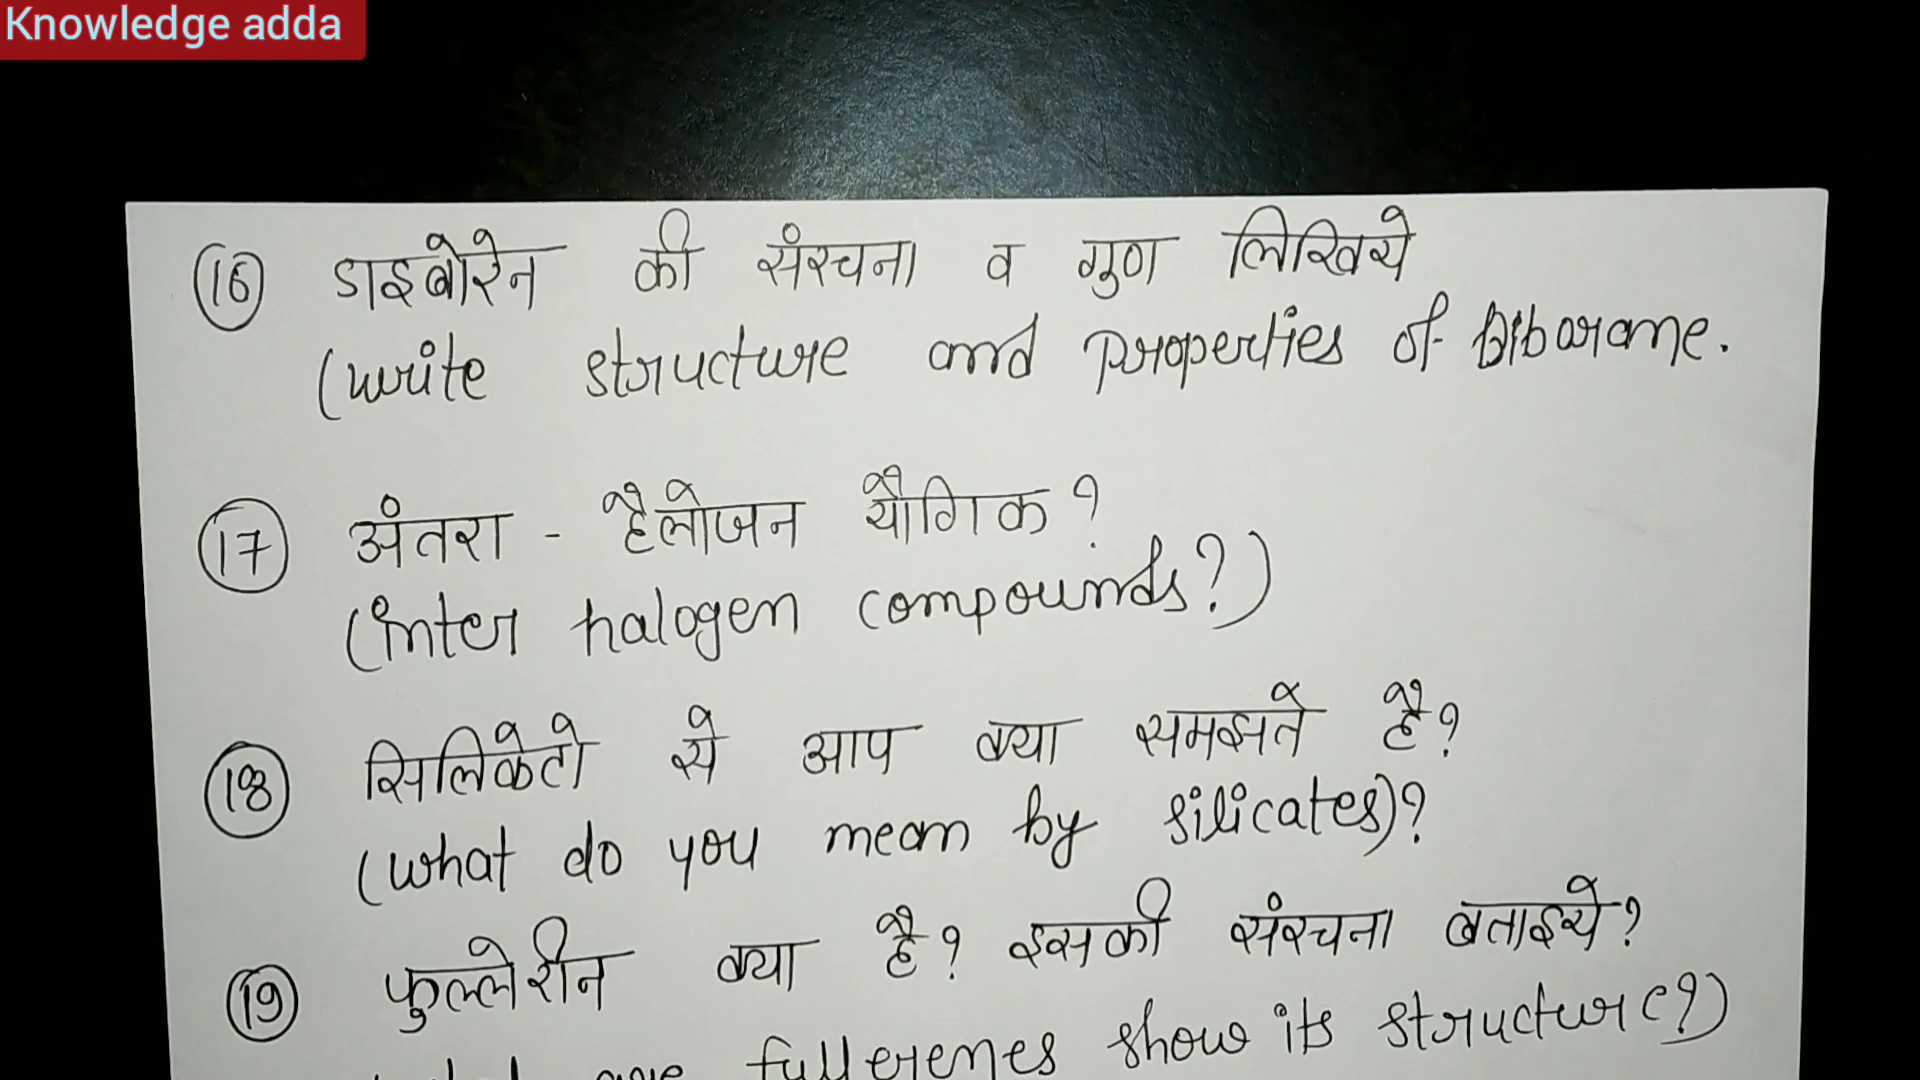 Knowledge adda
(16) डाइबोरेन की संरचना व गुण लिखिये
(write structure and properties of Diborane.
(17) अंतरा - हैलोजन यौगिक?
(Inter halogen compounds?)
(18) सिलिकेटो से आप क्या समझते है?
(what do you mean by silicates)?
(19) फुल्लेरीन क्या है? इसकी संरचना बताइये?
are fullerenes show its structure?)